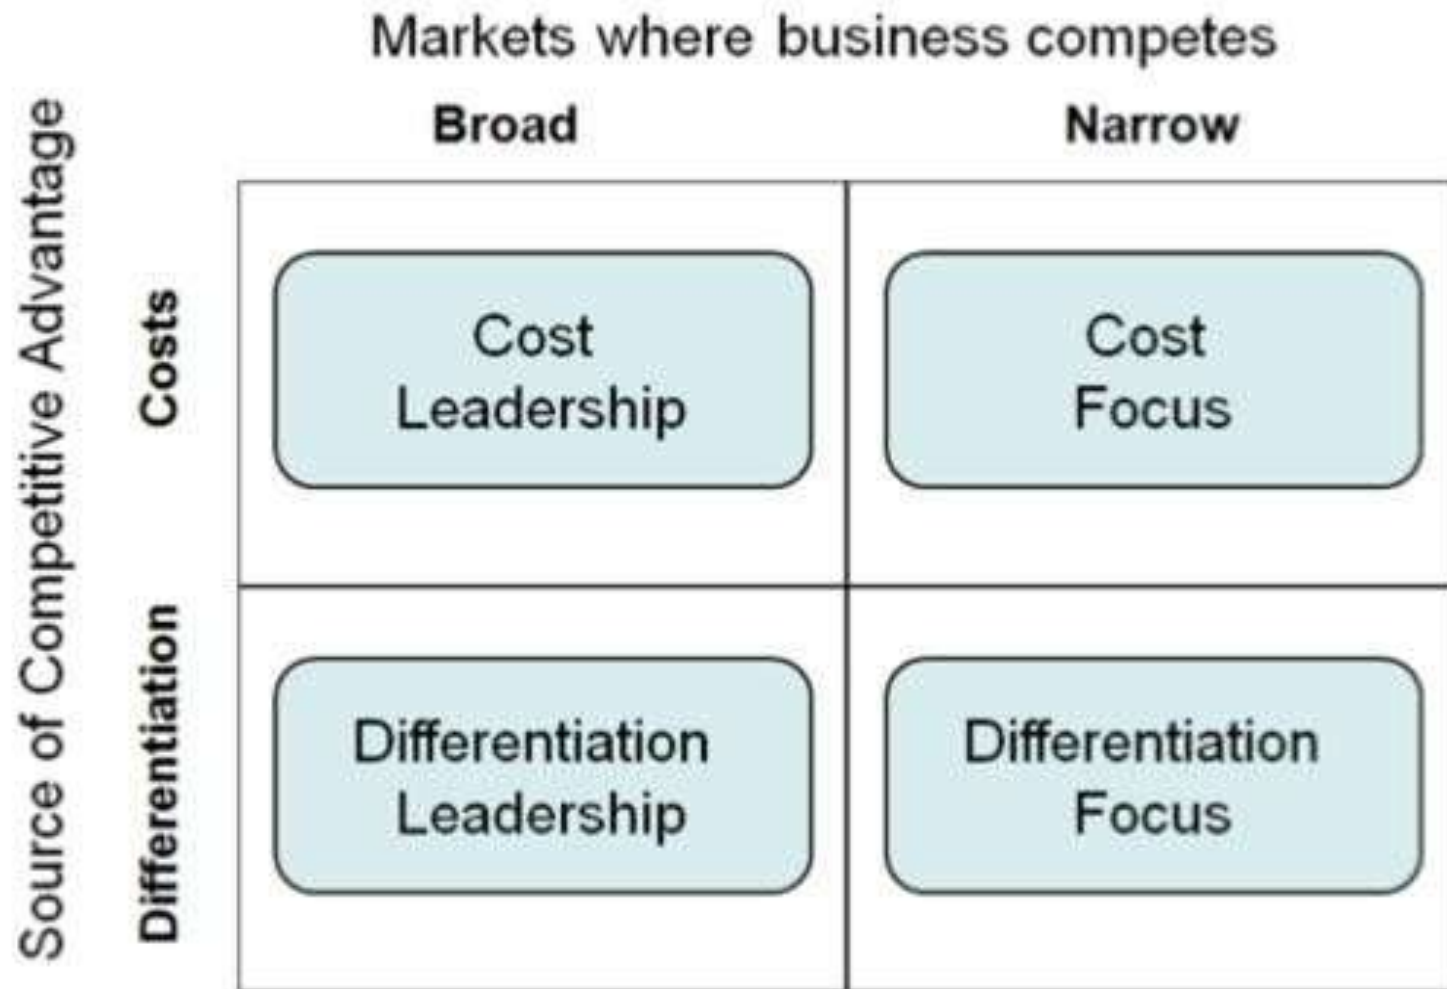 Markets where business competes
Broad
Narrow
Source of Competitive Advantage
Costs
Cost
Leadership
Cost
Focus
Differentiation
Differentiation
Leadership
Differentiation
Focus